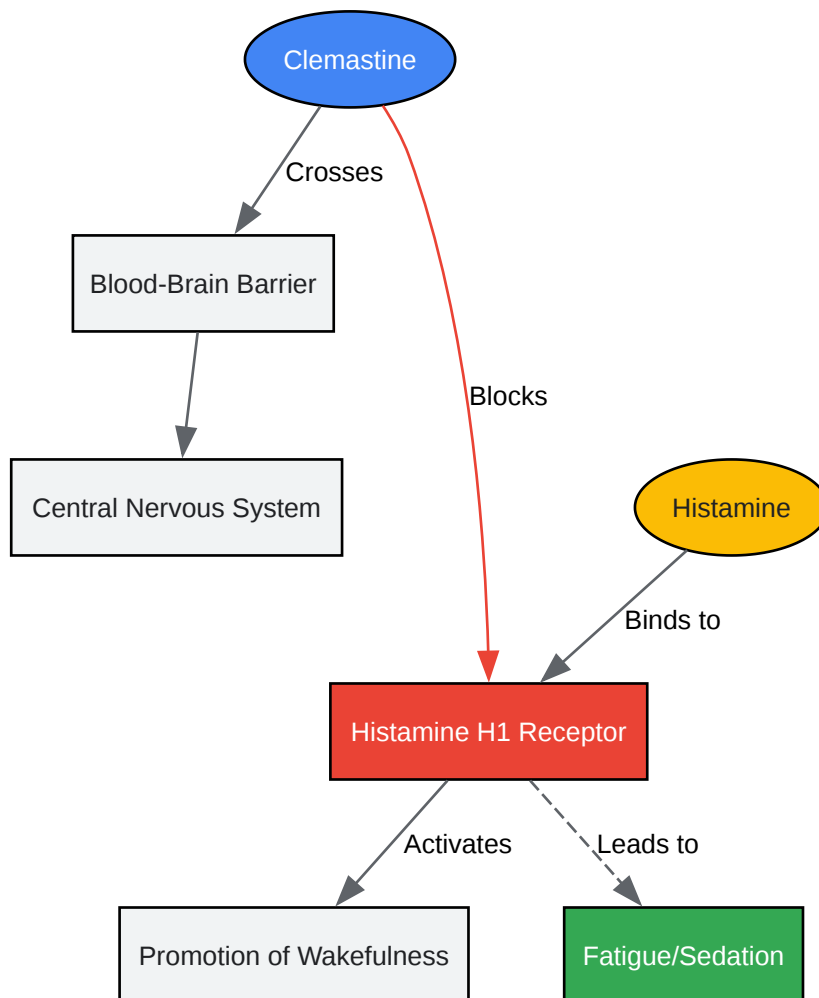 Clemastine
Crosses
Blood-Brain Barrier
Blocks
Central Nervous System
Histamine
Binds to
Histamine H1 Receptor
Activates
Leads to
Promotion of Wakefulness
Fatigue/Sedation